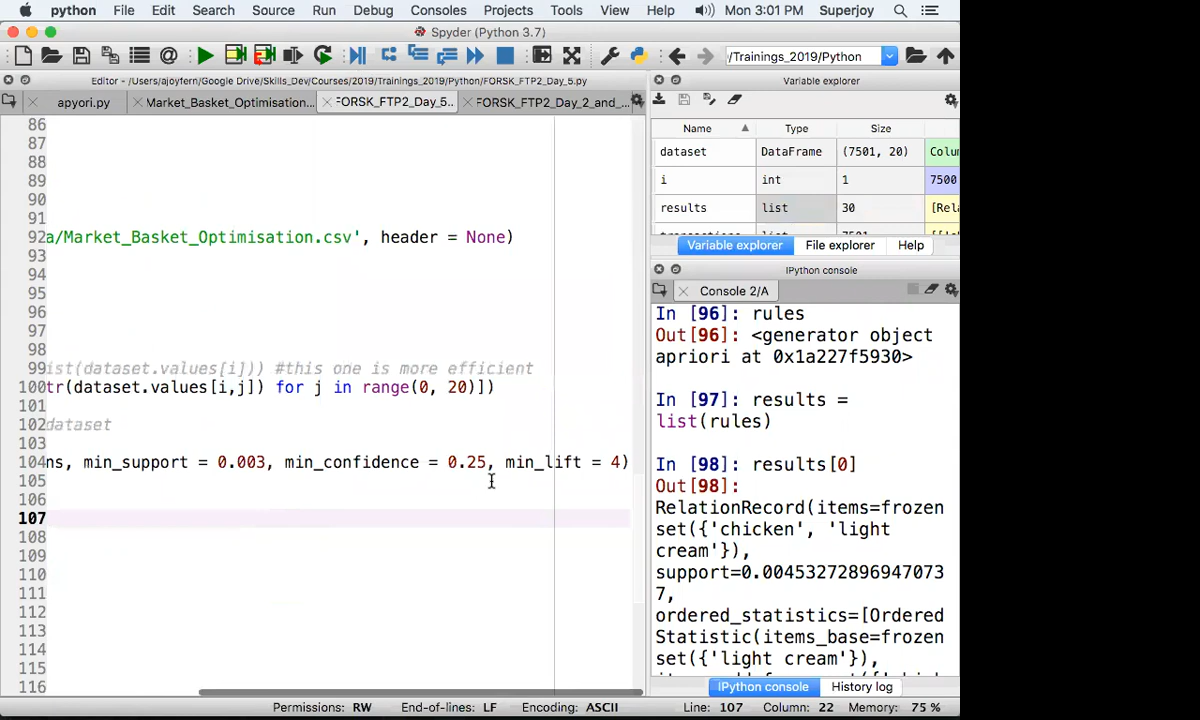 python File Edit Search Source Run Debug Consoles Projects Tools View Help Mon 3:01 PM Superjoy
Spyder (Python 3.7)
/Trainings_2019/Python
Editor - /Users/ajoyfern/Google Drive/Skills_Dev/Courses/2019/Trainings_2019/Python/FORSK_FTP2_Day_5.py
apyori.py Market_Basket_Optimisation... FORSK_FTP2_Day_5.. FORSK_FTP2_Day_2_and_...
86
87
88
89
90
91
92 a/Market_Basket_Optimisation.csv', header = None)
93
94
95
96
97
98
99 ist(dataset.values[i])) #this one is more efficient
100 tr(dataset.values[i,j]) for j in range(0, 20)])
101
102 dataset
103
104 ns, min_support = 0.003, min_confidence = 0.25, min_lift = 4)
105
106
107
108
109
110
111
112
113
114
115
116
Variable explorer
Name Type Size
dataset DataFrame (7501, 20) Colu
i int 1 7500
results list 30 [Rel
Variable explorer File explorer Help
IPython console
Console 2/A
In [96]: rules
Out[96]: <generator object
apriori at 0x1a227f5930>
In [97]: results =
list(rules)
In [98]: results[0]
Out[98]:
RelationRecord(items=frozen
set({'chicken', 'light
cream'}),
support=0.00453272896947073
7,
ordered_statistics=[Ordered
Statistic(items_base=frozen
set({'light cream'}),
IPython console History log
Permissions: RW End-of-lines: LF Encoding: ASCII Line: 107 Column: 22 Memory: 75 %